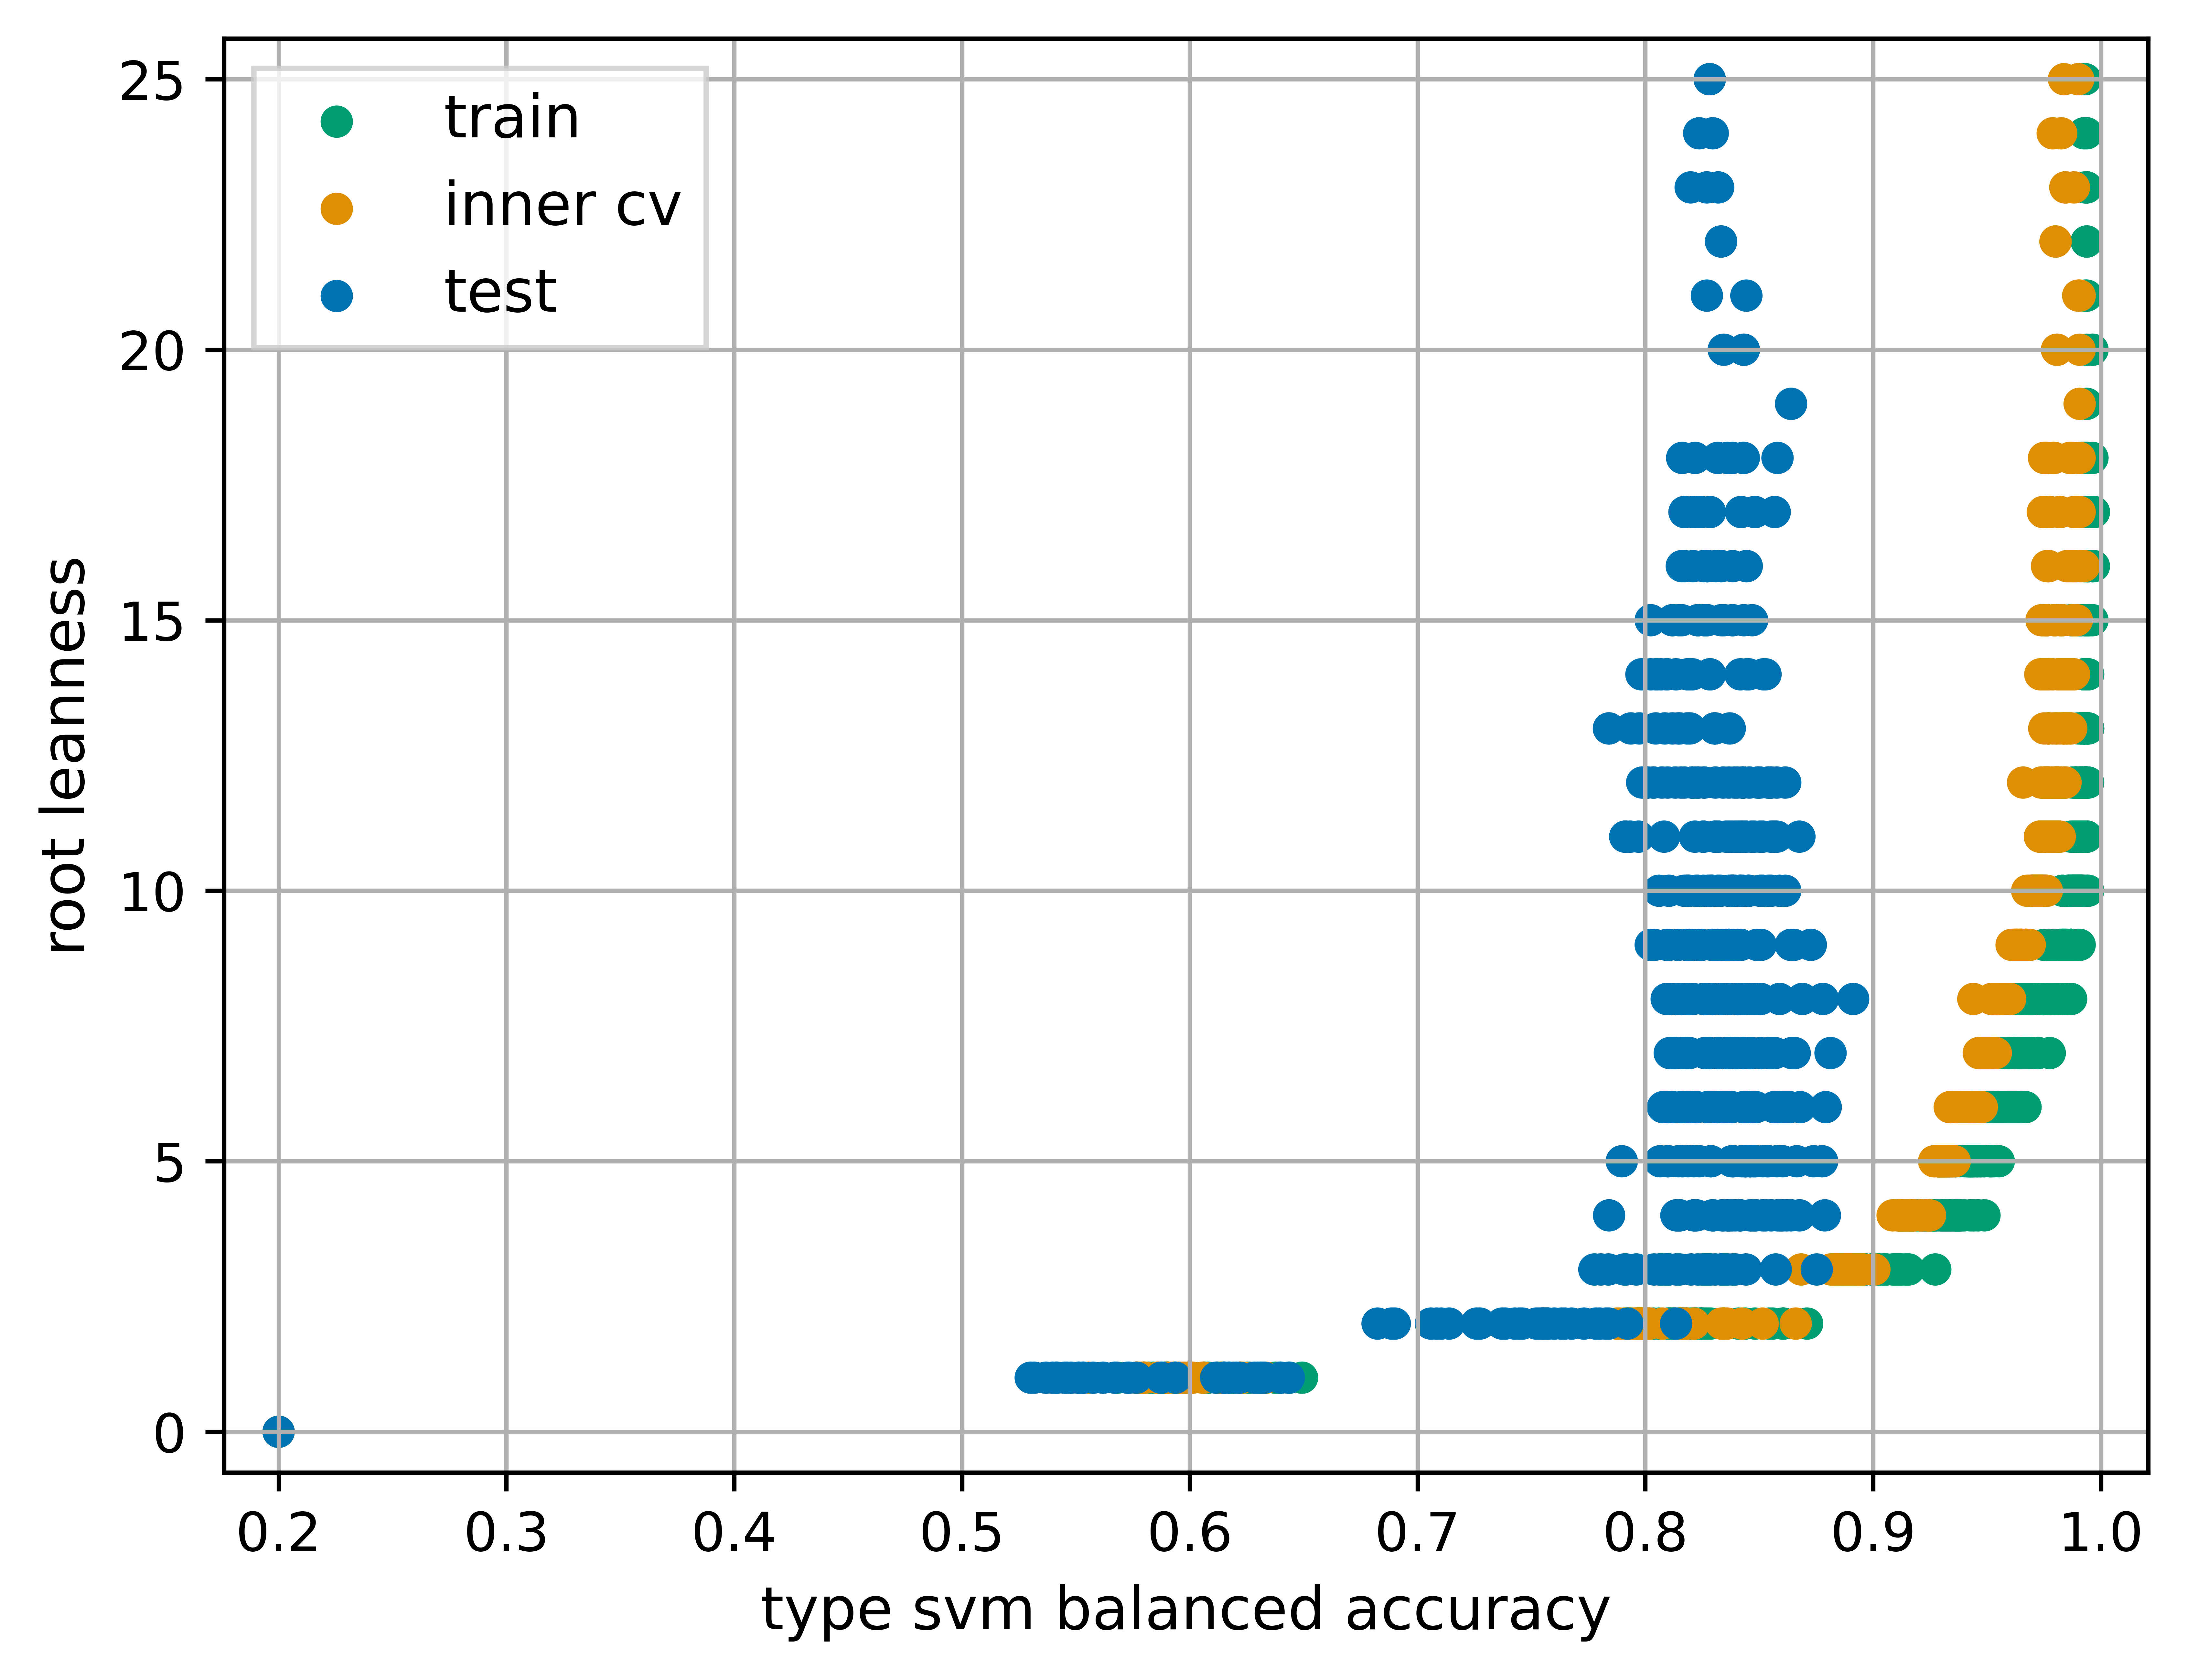 25
20
15
10
5
0
root leanness
train
inner cv
test
0.2 0.3 0.4 0.5 0.6 0.7 0.8 0.9 1.0
type svm balanced accuracy